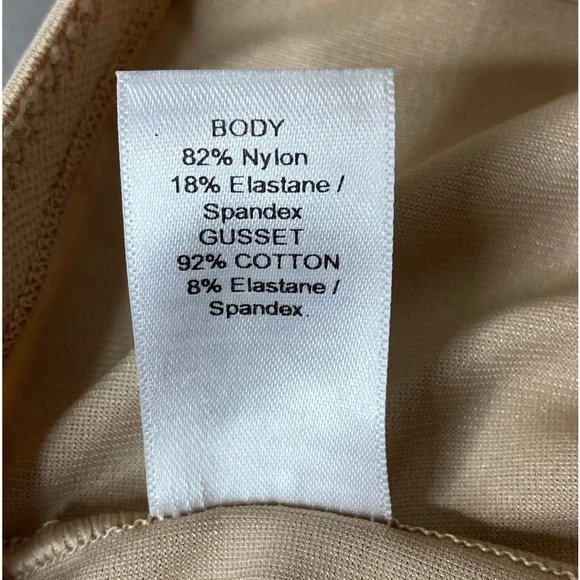 BODY
82% Nylon
18% Elastane /
Spandex
GUSSET
92% COTTON
8% Elastane /
Spandex.